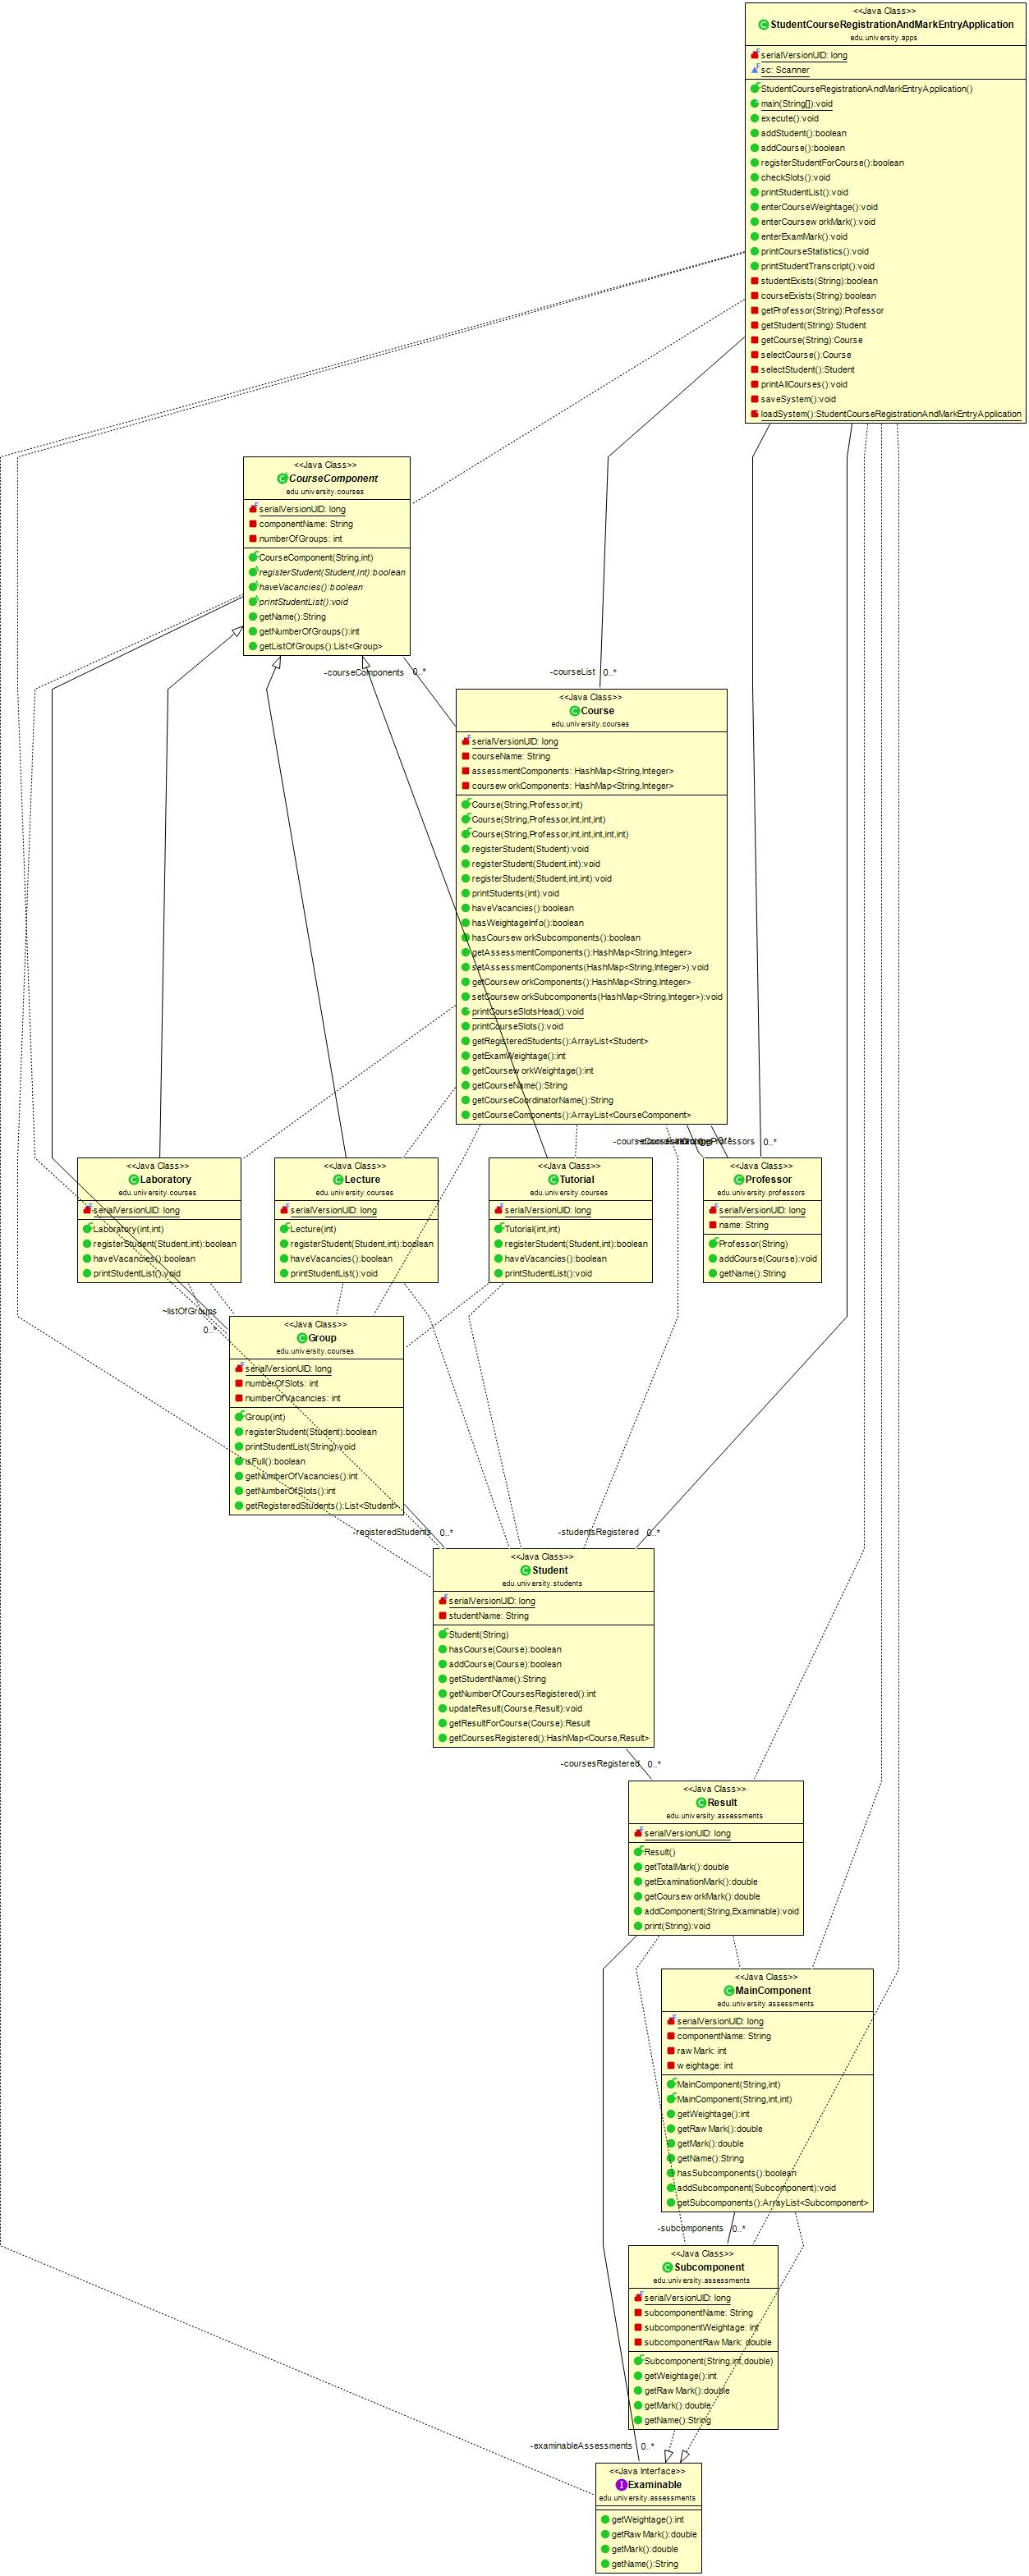 <<Java Class>>
StudentCourseRegistrationAndMarkEntryApplication
edu.university.apps
serialVersionUID: long
sc: Scanner
StudentCourseRegistrationAndMarkEntryApplication()
main(String[]):void
execute():void
addStudent():boolean
addCourse():boolean
registerStudentForCourse():boolean
checkSlots():void
printStudentList():void
enterCourseWeightage():void
enterCoursew orkMark():void
enterExamMark():void
printCourseStatistics():void
printStudentTranscript():void
studentExists(String):boolean
courseExists(String):boolean
getProfessor(String):Professor
getStudent(String):Student
getCourse(String):Course
selectCourse():Course
selectStudent():Student
printAllCourses():void
saveSystem():void
loadSystem():StudentCourseRegistrationAndMarkEntryApplication
<<Java Class>>
CourseComponent
edu.university.courses
serialVersionUID: long
componentName: String
numberOfGroups: int
CourseComponent(String,int)
registerStudent(Student,int):boolean
haveVacancies():boolean
printStudentList():void
getName():String
getNumberOfGroups():int
getListOfGroups():List<Group>
-courseComponents 0..*
-courseList 0..*
<<Java Class>>
Course
edu.university.courses
serialVersionUID: long
courseName: String
assessmentComponents: HashMap<String,Integer>
coursew orkComponents: HashMap<String,Integer>
Course(String,Professor,int)
Course(String,Professor,int,int,int)
Course(String,Professor,int,int,int,int,int)
registerStudent(Student):void
registerStudent(Student,int):void
registerStudent(Student,int,int):void
printStudents(int):void
haveVacancies():boolean
hasWeightageInfo():boolean
hasCoursew orkSubcomponents():boolean
getAssessmentComponents():HashMap<String,Integer>
setAssessmentComponents(HashMap<String,Integer>):void
getCoursew orkComponents():HashMap<String,Integer>
setCoursew orkSubcomponents(HashMap<String,Integer>):void
printCourseSlotsHead():void
printCourseSlots():void
getRegisteredStudents():ArrayList<Student>
getExamWeightage():int
getCoursew orkWeightage():int
getCourseName():String
getCourseCoordinatorName():String
getCourseComponents():ArrayList<CourseComponent>
0..*
<<Java Class>>
Laboratory
edu.university.courses
serialVersionUID: long
Laboratory(int,int)
registerStudent(Student,int):boolean
haveVacancies():boolean
printStudentList():void
<<Java Class>>
Lecture
edu.university.courses
serialVersionUID: long
Lecture(int)
registerStudent(Student,int):boolean
haveVacancies():boolean
printStudentList():void
<<Java Class>>
Tutorial
edu.university.courses
serialVersionUID: long
Tutorial(int,int)
registerStudent(Student,int):boolean
haveVacancies():boolean
printStudentList():void
<<Java Class>>
Professor
edu.university.professors
serialVersionUID: long
name: String
Professor(String)
addCourse(Course):void
getName():String
~listOfGroups
0..*
<<Java Class>>
Group
edu.university.courses
serialVersionUID: long
numberOfSlots: int
numberOfVacancies: int
Group(int)
registerStudent(Student):boolean
printStudentList(String):void
isFull():boolean
getNumberOfVacancies():int
getNumberOfSlots():int
getRegisteredStudents():List<Student>
-registeredStudents 0..*
-studentsRegistered 0..*
<<Java Class>>
Student
edu.university.students
serialVersionUID: long
studentName: String
Student(String)
hasCourse(Course):boolean
addCourse(Course):boolean
getStudentName():String
getNumberOfCoursesRegistered():int
updateResult(Course,Result):void
getResultForCourse(Course):Result
getCoursesRegistered():HashMap<Course,Result>
-coursesRegistered 0..*
<<Java Class>>
Result
edu.university.assessments
serialVersionUID: long
Result()
getTotalMark():double
getExaminationMark():double
getCoursew orkMark():double
addComponent(String,Examinable):void
print(String):void
<<Java Class>>
MainComponent
edu.university.assessments
serialVersionUID: long
componentName: String
raw Mark: int
w eightage: int
MainComponent(String,int)
MainComponent(String,int,int)
getWeightage():int
getRaw Mark():double
getMark():double
getName():String
hasSubcomponents():boolean
addSubcomponent(Subcomponent):void
getSubcomponents():ArrayList<Subcomponent>
-subcomponents 0..*
<<Java Class>>
Subcomponent
edu.university.assessments
serialVersionUID: long
subcomponentName: String
subcomponentWeightage: int
subcomponentRaw Mark: double
Subcomponent(String,int,double)
getWeightage():int
getRaw Mark():double
getMark():double
getName():String
-examinableAssessments 0..*
<<Java Interface>>
Examinable
edu.university.assessments
getWeightage():int
getRaw Mark():double
getMark():double
getName():String